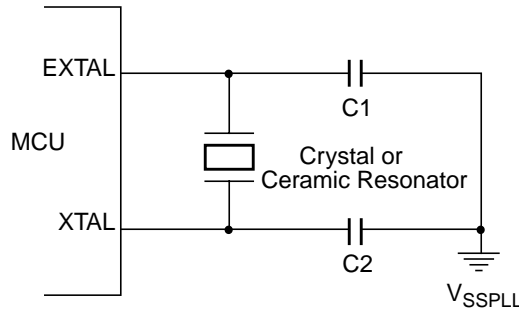 EXTAL
C1
MCU
Crystal or
Ceramic Resonator
XTAL
C2
VSSPLL